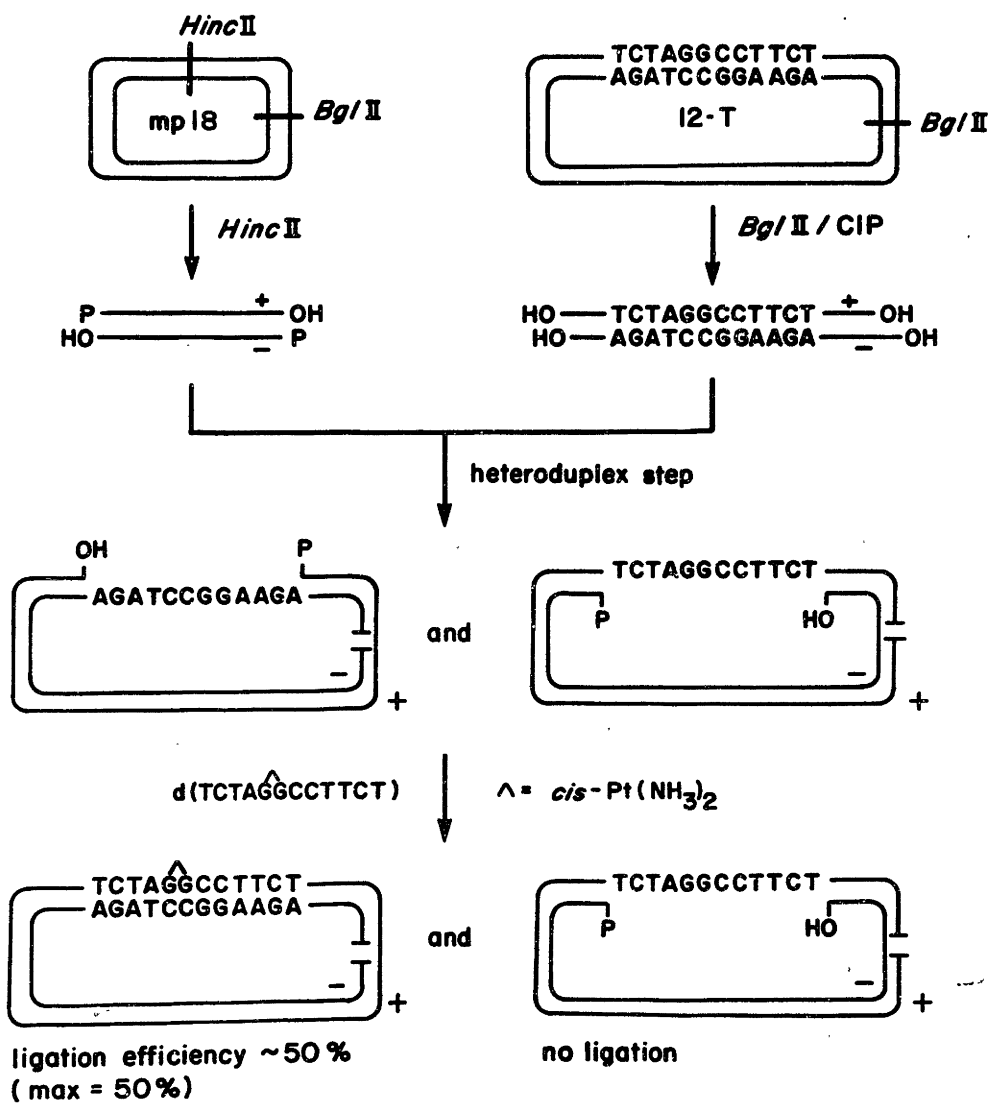 HincII
TCTAGGCCTTCT
AGATCCGGAAGA
mp18
BglII
12-T
BglII
HincII
BglII / CIP
P + OH
HO − P
HO TCTAGGCCTTCT + OH
HO AGATCCGGAAGA − OH
heteroduplex step
OH P
AGATCCGGAAGA
− +
and
TCTAGGCCTTCT
P HO
− +
d(TCTAGGCCTTCT)
^ = cis-Pt(NH3)2
TCTAGGCCTTCT
AGATCCGGAAGA
− +
and
TCTAGGCCTTCT
P HO
− +
ligation efficiency ~50%
(max = 50%)
no ligation